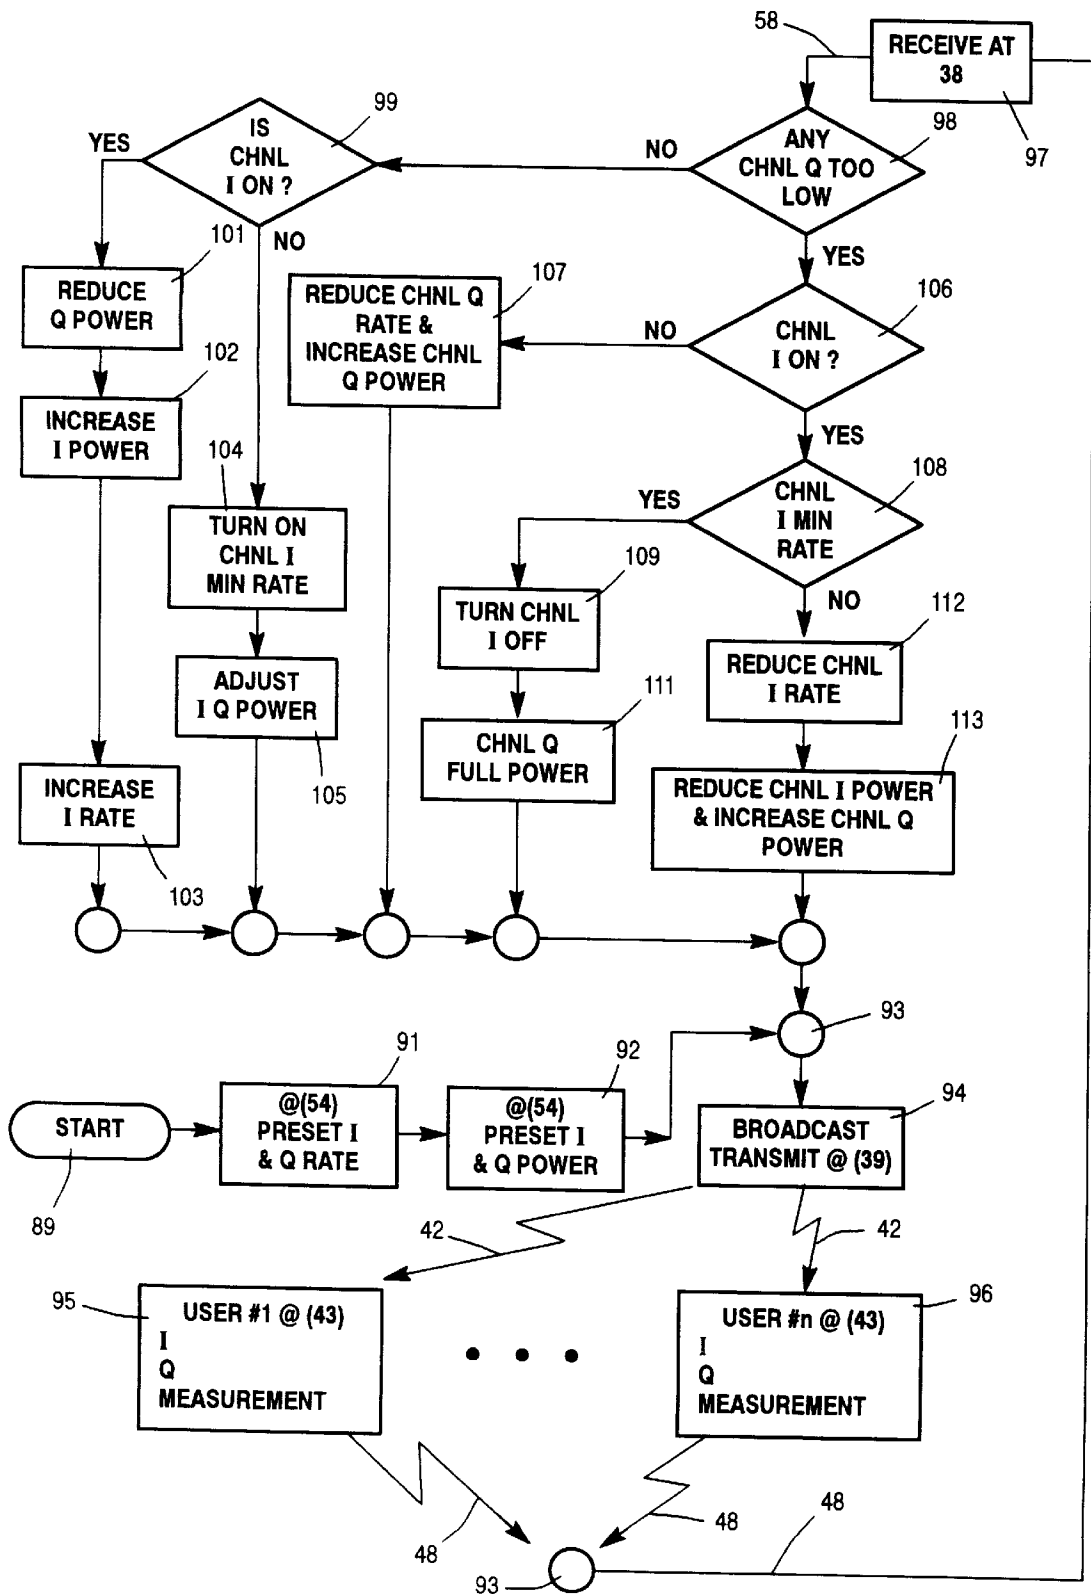 58
RECEIVE AT
38
97
99
IS
CHNL
I ON ?
YES
NO
NO
ANY
CHNL Q TOO
LOW
98
YES
101
REDUCE
Q POWER
107
REDUCE CHNL Q
RATE &
INCREASE CHNL
Q POWER
NO
CHNL
I ON ?
106
YES
102
INCREASE
I POWER
104
TURN ON
CHNL I
MIN RATE
YES
CHNL
I MIN
RATE
108
NO
109
TURN CHNL
I OFF
112
REDUCE CHNL
I RATE
ADJUST
I Q POWER
105
111
CHNL Q
FULL POWER
113
REDUCE CHNL I POWER
& INCREASE CHNL Q
POWER
INCREASE
I RATE
103
93
START
89
91
@(54)
PRESET I
& Q RATE
92
@(54)
PRESET I
& Q POWER
94
BROADCAST
TRANSMIT @ (39)
42
42
95
USER #1 @ (43)
I
Q
MEASUREMENT
96
USER #n @ (43)
I
Q
MEASUREMENT
48
48
48
93